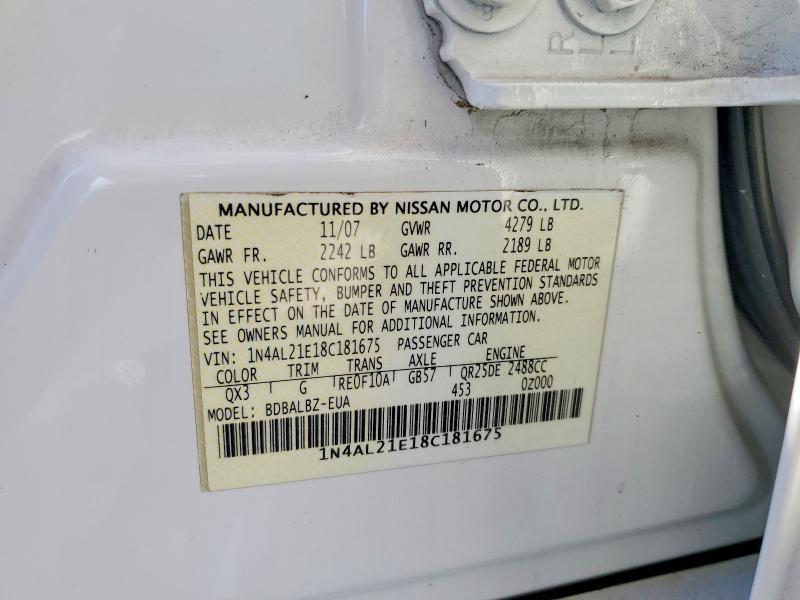 R L L
MANUFACTURED BY NISSAN MOTOR CO., LTD.
DATE 11/07 GVWR 4279 LB
GAWR FR. 2242 LB GAWR RR. 2189 LB
THIS VEHICLE CONFORMS TO ALL APPLICABLE FEDERAL MOTOR
VEHICLE SAFETY, BUMPER AND THEFT PREVENTION STANDARDS
IN EFFECT ON THE DATE OF MANUFACTURE SHOWN ABOVE.
SEE OWNERS MANUAL FOR ADDITIONAL INFORMATION.
VIN: 1N4AL21E18C181675 PASSENGER CAR
COLOR TRIM TRANS AXLE ENGINE
QX3 G RE0F10A GB57 QR25DE 2488CC
MODEL: BDBALBZ-EUA 453 0Z000
1N4AL21E18C181675